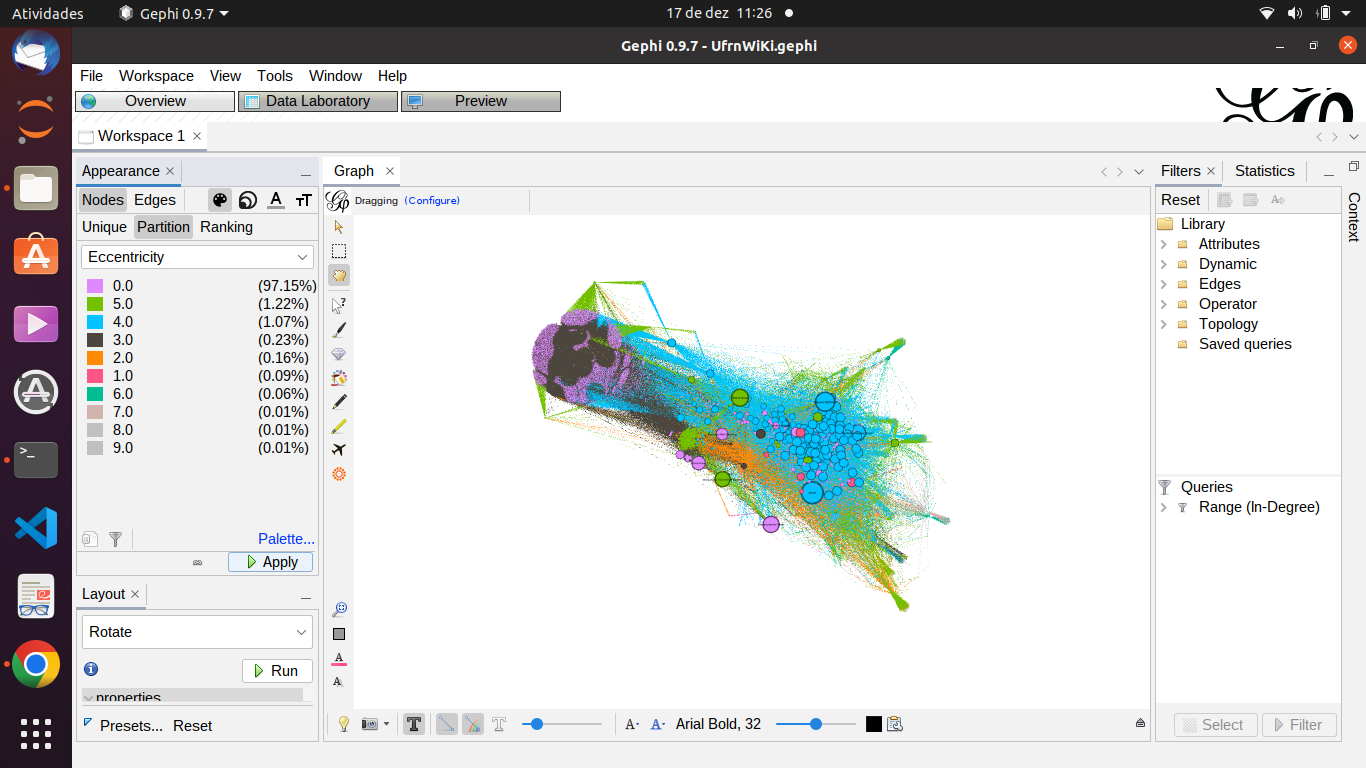 Atividades
Gephi 0.9.7
17 de dez 11:26
Gephi 0.9.7 - UfrnWiKi.gephi
File Workspace View Tools Window Help
Overview Data Laboratory Preview
Workspace 1
Appearance
Graph
Filters Statistics
Context
Nodes Edges
Dragging (Configure)
Reset
Unique Partition Ranking
Eccentricity
0.0 (97.15%)
5.0 (1.22%)
4.0 (1.07%)
3.0 (0.23%)
2.0 (0.16%)
1.0 (0.09%)
6.0 (0.06%)
7.0 (0.01%)
8.0 (0.01%)
9.0 (0.01%)
Palette...
Apply
Layout
Rotate
Run
properties
Presets... Reset
Library
Attributes
Dynamic
Edges
Operator
Topology
Saved queries
Queries
Range (In-Degree)
Select Filter
Arial Bold, 32